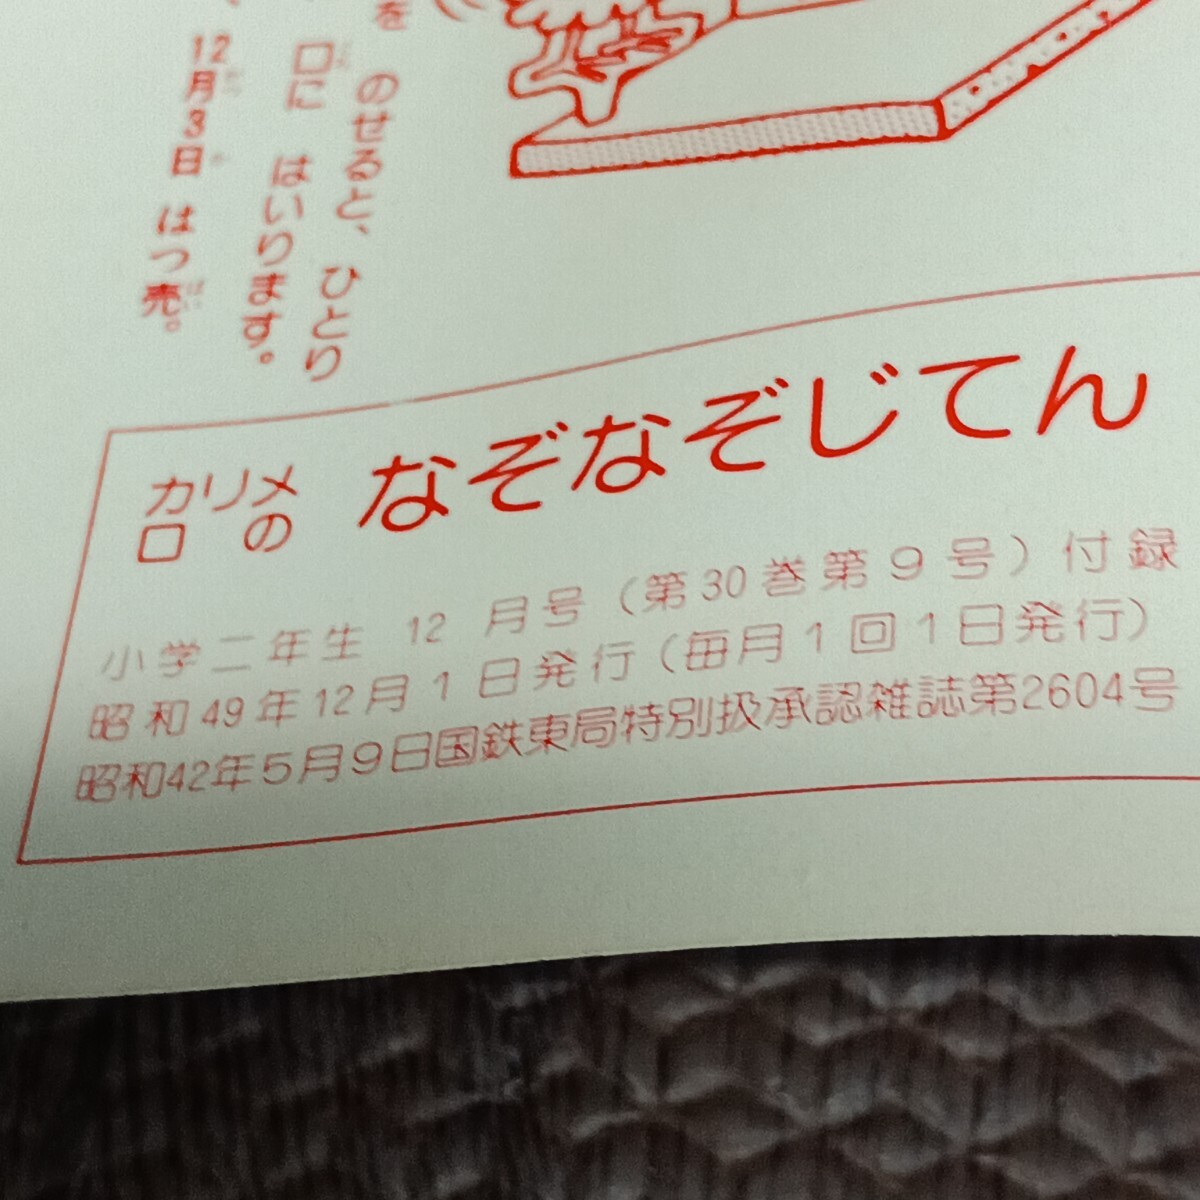 を のせると、ひとり
口に はいります。
12月3日 はつ売。
カリメ
ロ の
なぞなぞじてん
小学二年生 12 月号（第30巻第9号）付録
昭和49年12月1日発行（毎月1回1日発行）
昭和42年5月9日国鉄東局特別扱承認雑誌第2604号